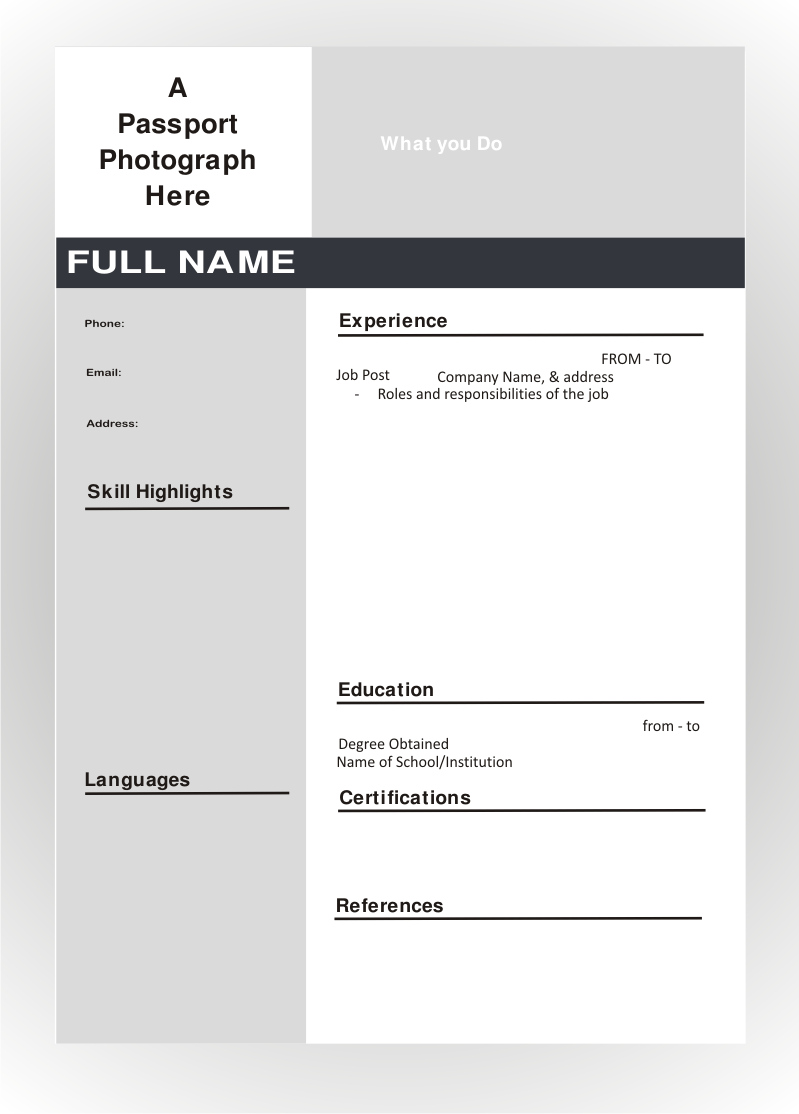 A
Passport
Photograph
Here
What you Do
FULL NAME
Phone:
Email:
Address:
Skill Highlights
Languages
Experience
FROM - TO
Job Post
Company Name, & address
- Roles and responsibilities of the job
Education
from - to
Degree Obtained
Name of School/Institution
Certifications
References